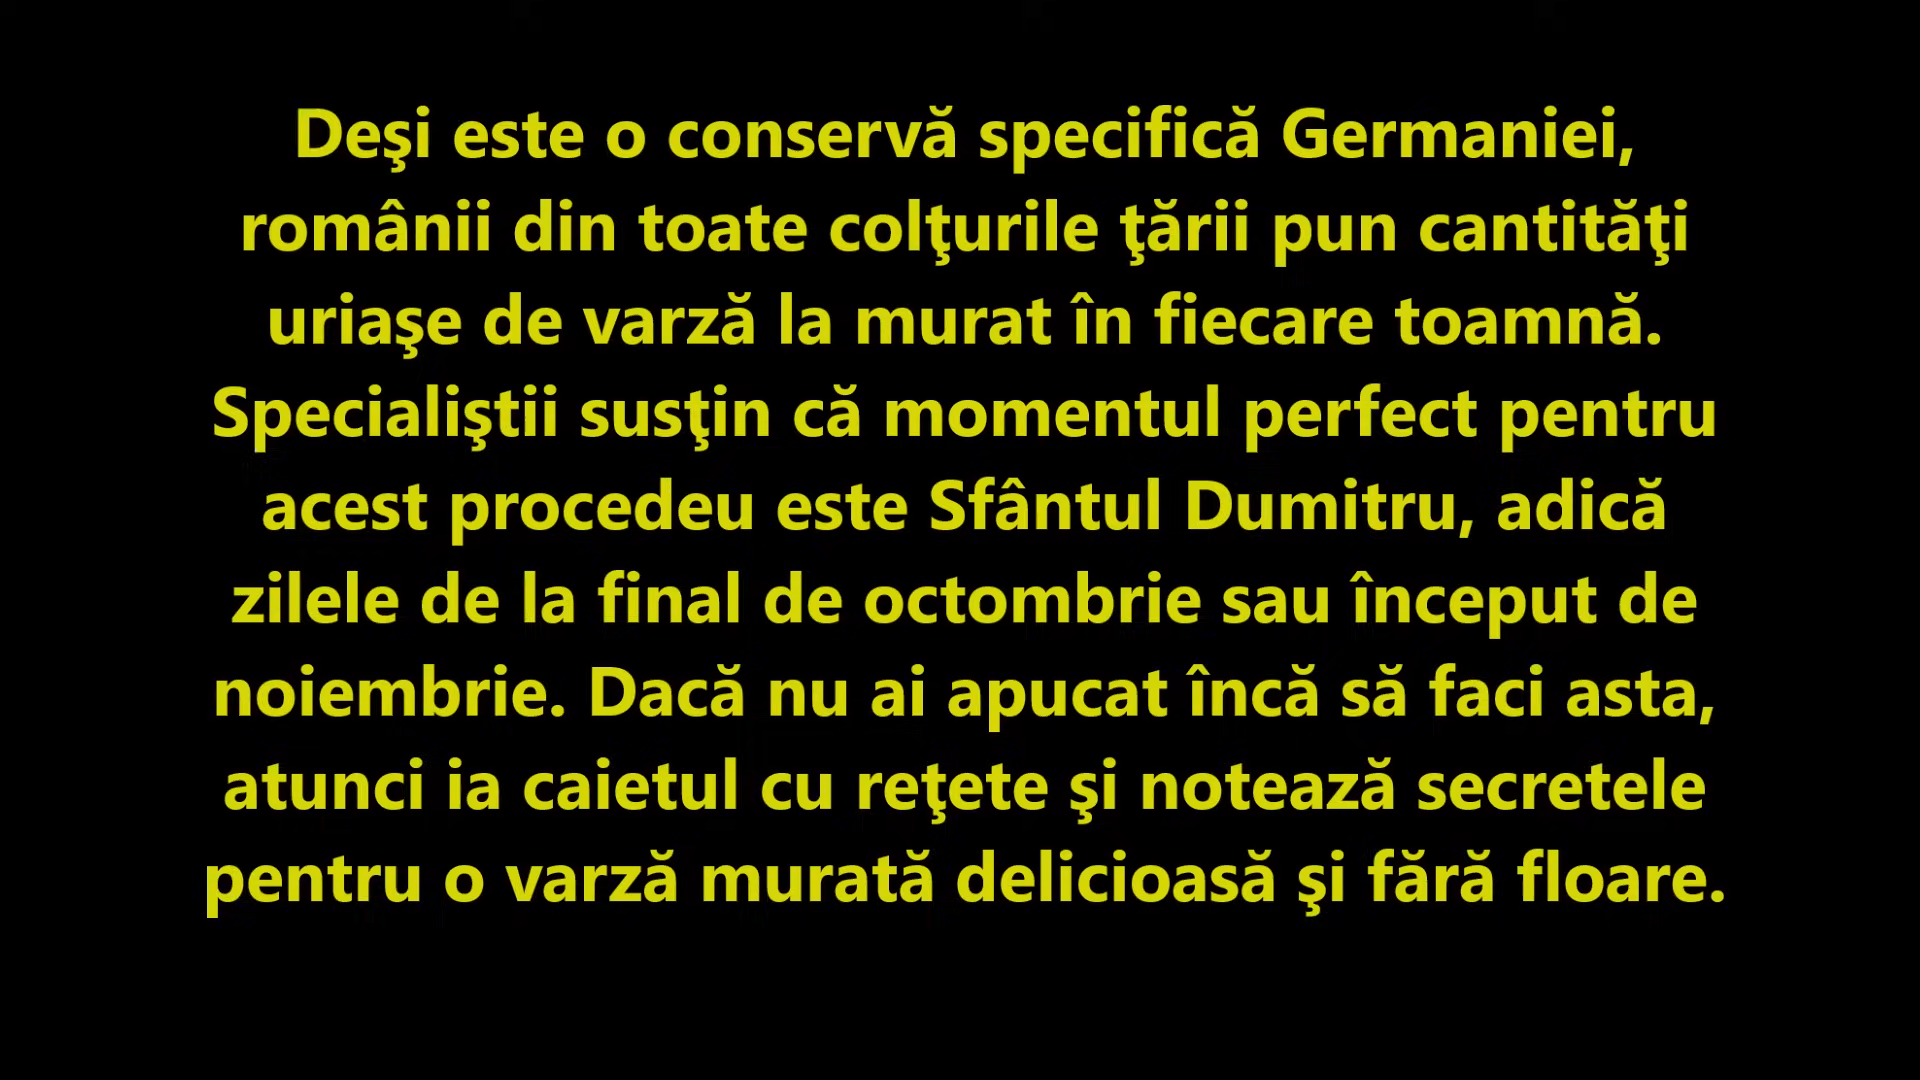 Deşi este o conservă specifică Germaniei,
românii din toate colţurile ţării pun cantităţi
uriaşe de varză la murat în fiecare toamnă.
Specialiştii susţin că momentul perfect pentru
acest procedeu este Sfântul Dumitru, adică
zilele de la final de octombrie sau început de
noiembrie. Dacă nu ai apucat încă să faci asta,
atunci ia caietul cu reţete şi notează secretele
pentru o varză murată delicioasă şi fără floare.